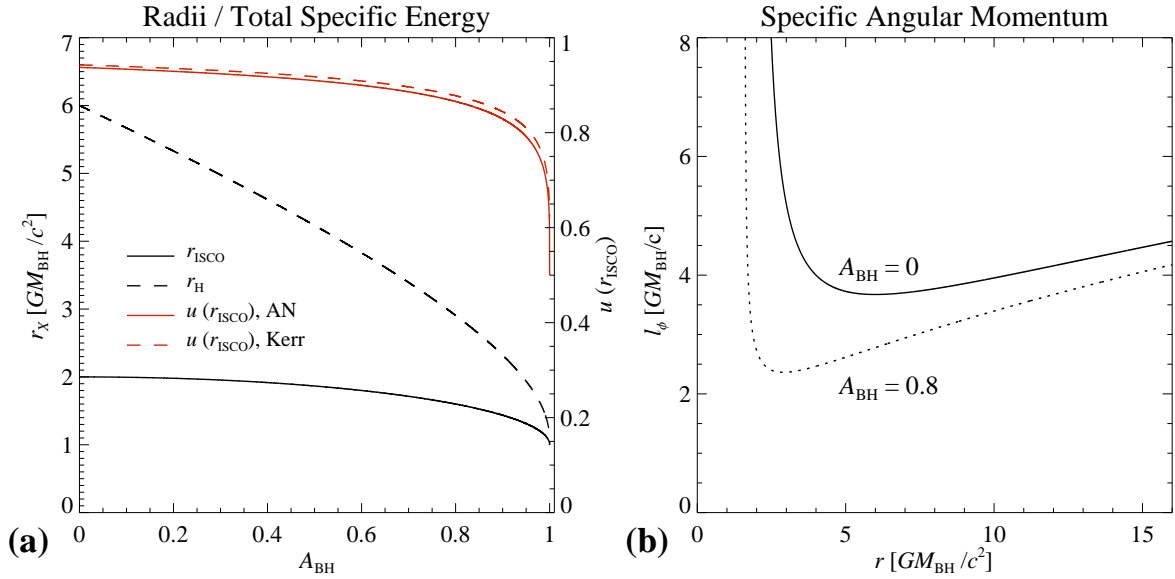 Radii / Total Specific Energy
7
6
5
4
3
2
1
0
r_X [GM_BH /c^2]
r_ISCO
r_H
u (r_ISCO), AN
u (r_ISCO), Kerr
1
0.8
0.6
0.4
0.2
0
u (r_ISCO)
0 0.2 0.4 0.6 0.8 1
A_BH
(a)
Specific Angular Momentum
8
6
4
2
0
l_ϕ [GM_BH/c]
A_BH = 0
A_BH = 0.8
0 5 10 15
r [GM_BH /c^2]
(b)